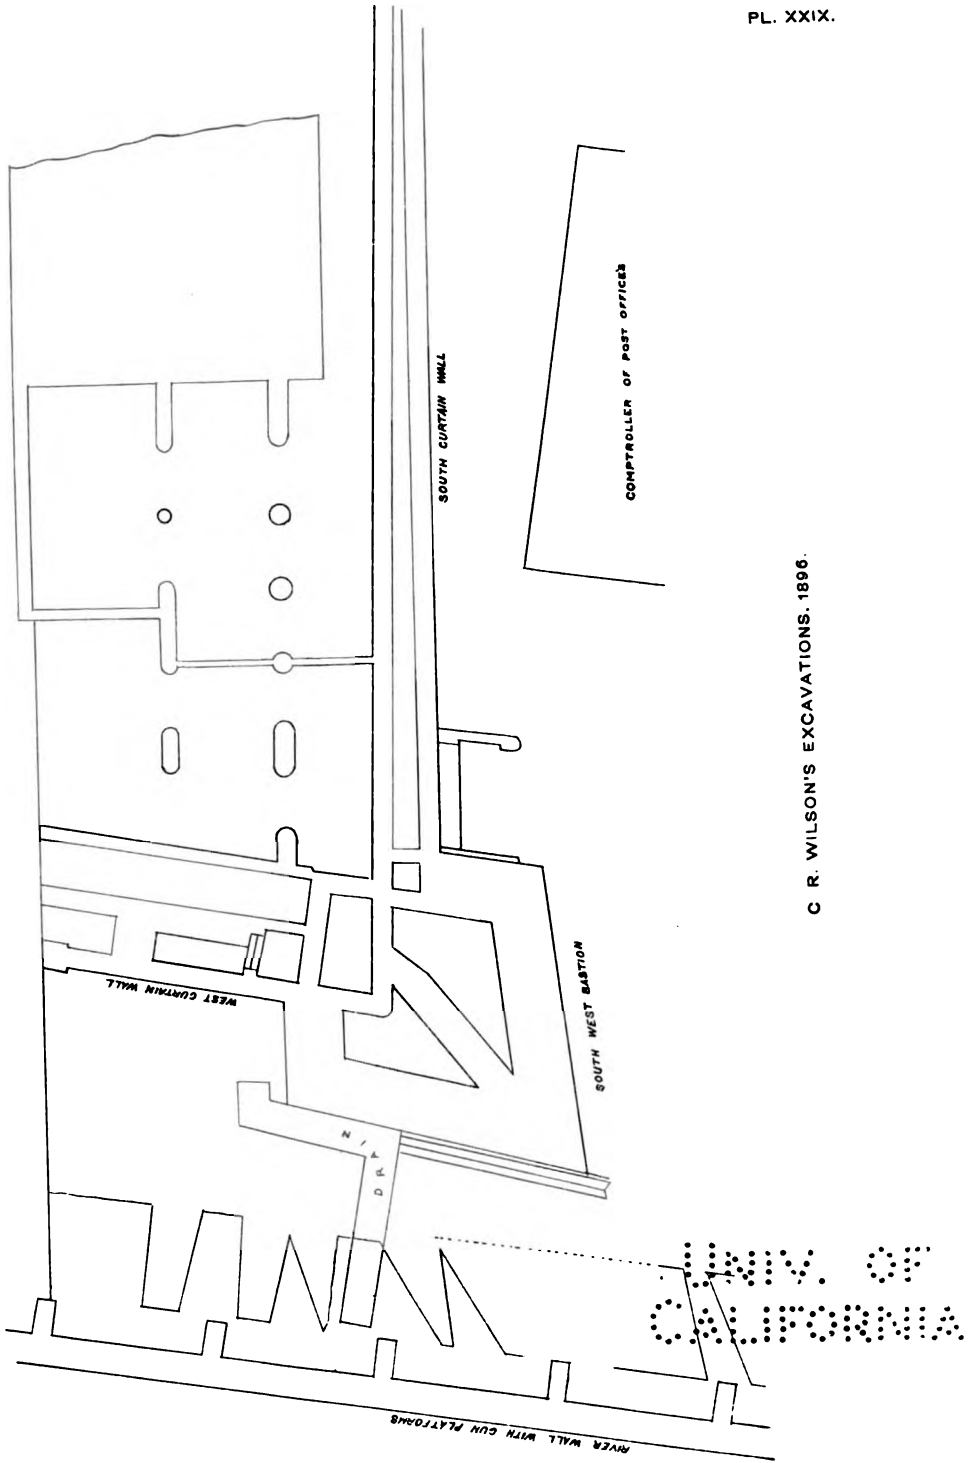 PL. XXIX.
COMPTROLLER OF POST OFFICES
SOUTH CURTAIN WALL
C R. WILSON'S EXCAVATIONS. 1896.
WEST CURTAIN WALL
SOUTH WEST BASTION
DRAIN
UNIV. OF
CALIFORNIA
RIVER WALL WITH GUN PLATFORMS